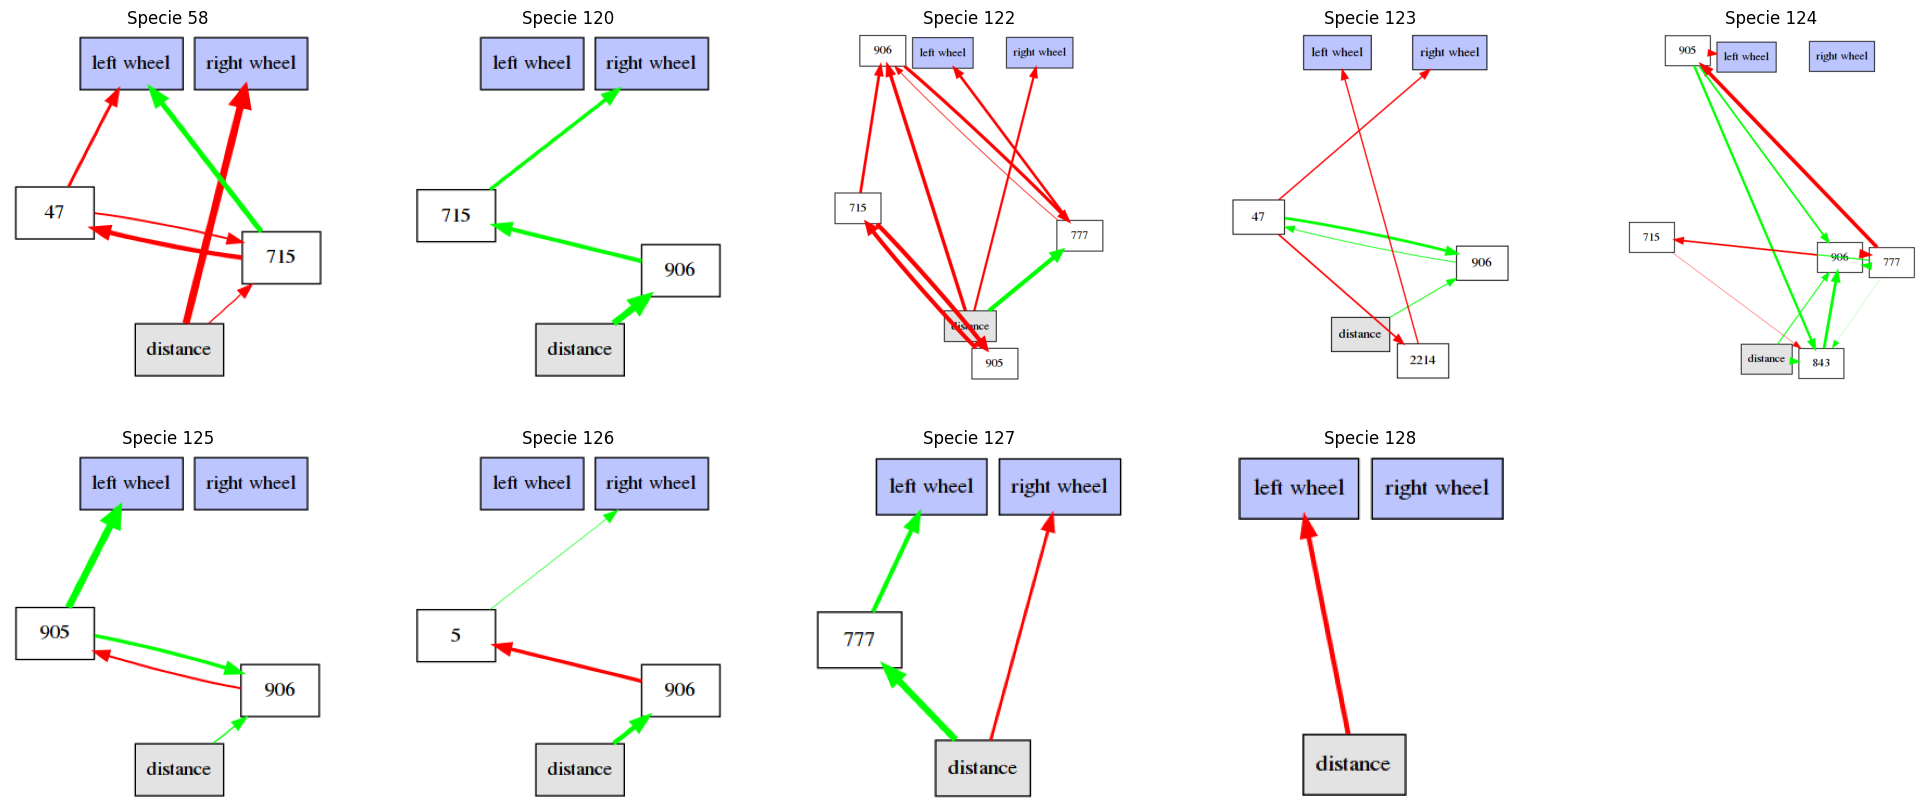 Specie 58
left wheel
right wheel
47
715
distance
Specie 120
left wheel
right wheel
715
906
distance
Specie 122
906
left wheel
right wheel
715
777
distance
905
Specie 123
left wheel
right wheel
47
906
distance
2214
Specie 124
905
left wheel
right wheel
715
906
777
distance
843
Specie 125
left wheel
right wheel
905
906
distance
Specie 126
left wheel
right wheel
5
906
distance
Specie 127
left wheel
right wheel
777
distance
Specie 128
left wheel
right wheel
distance